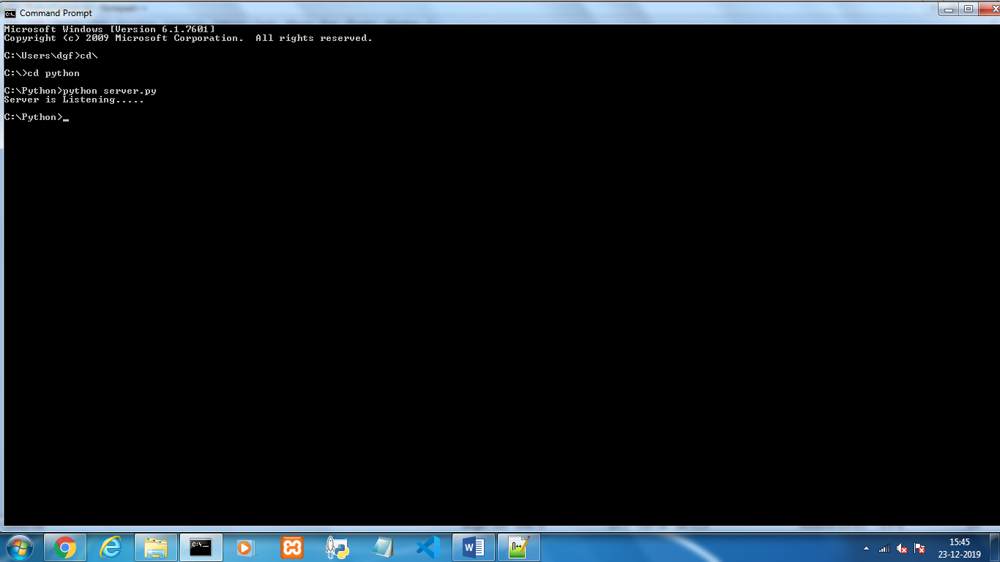 Command Prompt
Microsoft Windows [Version 6.1.7601]
Copyright (c) 2009 Microsoft Corporation.  All rights reserved.
C:\Users\dgf>cd\
C:\>cd python
C:\Python>python server.py
Server is Listening.....
C:\Python>_
15:45
23-12-2019